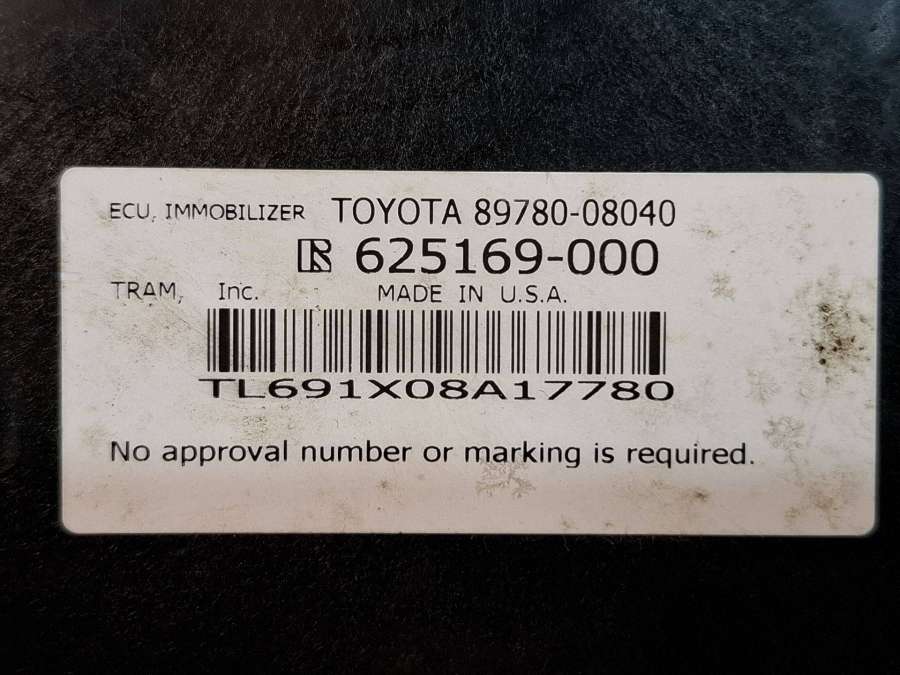 ECU, IMMOBILIZER TOYOTA 89780-08040
625169-000
TRAM, Inc. MADE IN U.S.A.
TL691X08A17780
No approval number or marking is required.